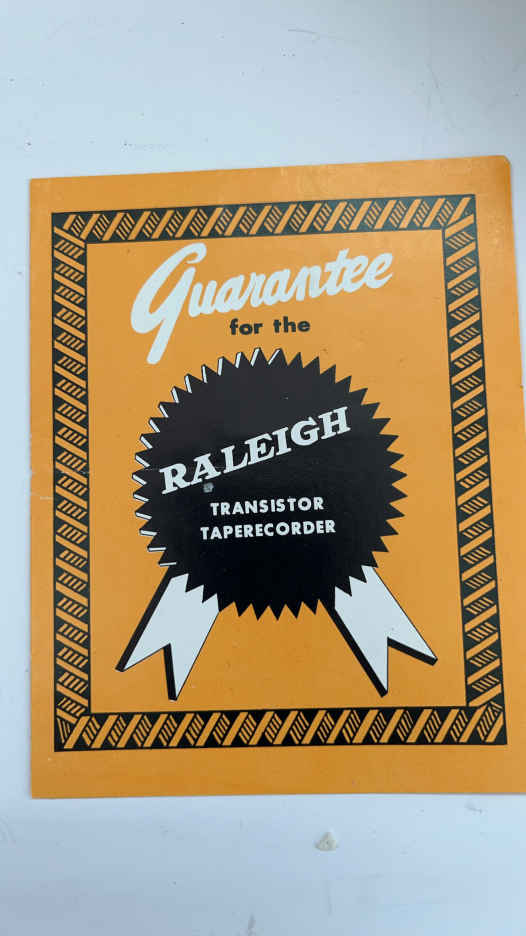 Guarantee
for the
RALEIGH
TRANSISTOR
TAPERECORDER